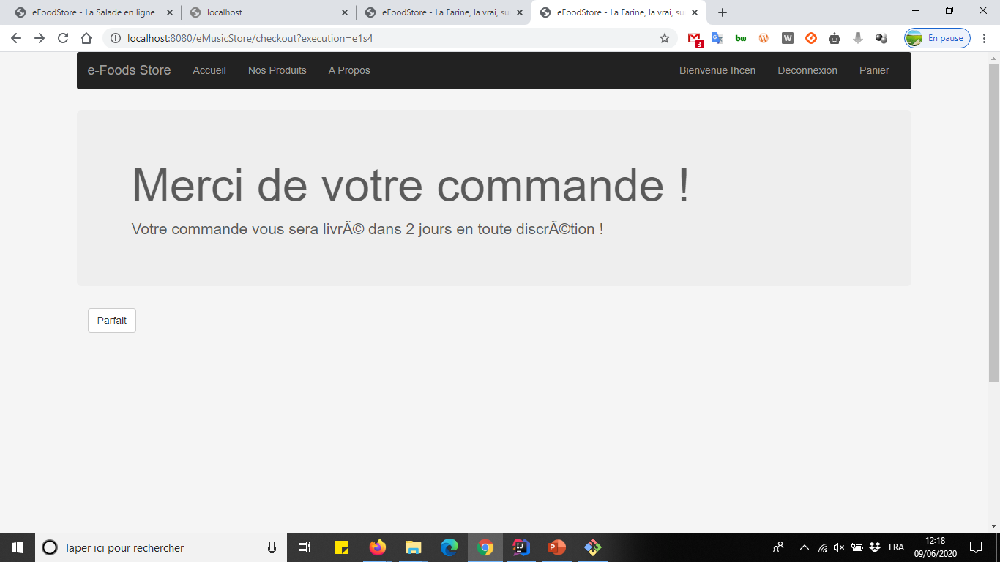 eFoodStore - La Salade en ligne
localhost
eFoodStore - La Farine, la vrai, su
eFoodStore - La Farine, la vrai, su
localhost:8080/eMusicStore/checkout?execution=e1s4
3
bw
W
En pause
e-Foods Store
Accueil
Nos Produits
A Propos
Bienvenue Ihcen
Deconnexion
Panier
Merci de votre commande !
Votre commande vous sera livrÃ© dans 2 jours en toute discrÃ©tion !
Parfait
Taper ici pour rechercher
FRA
12:18
09/06/2020